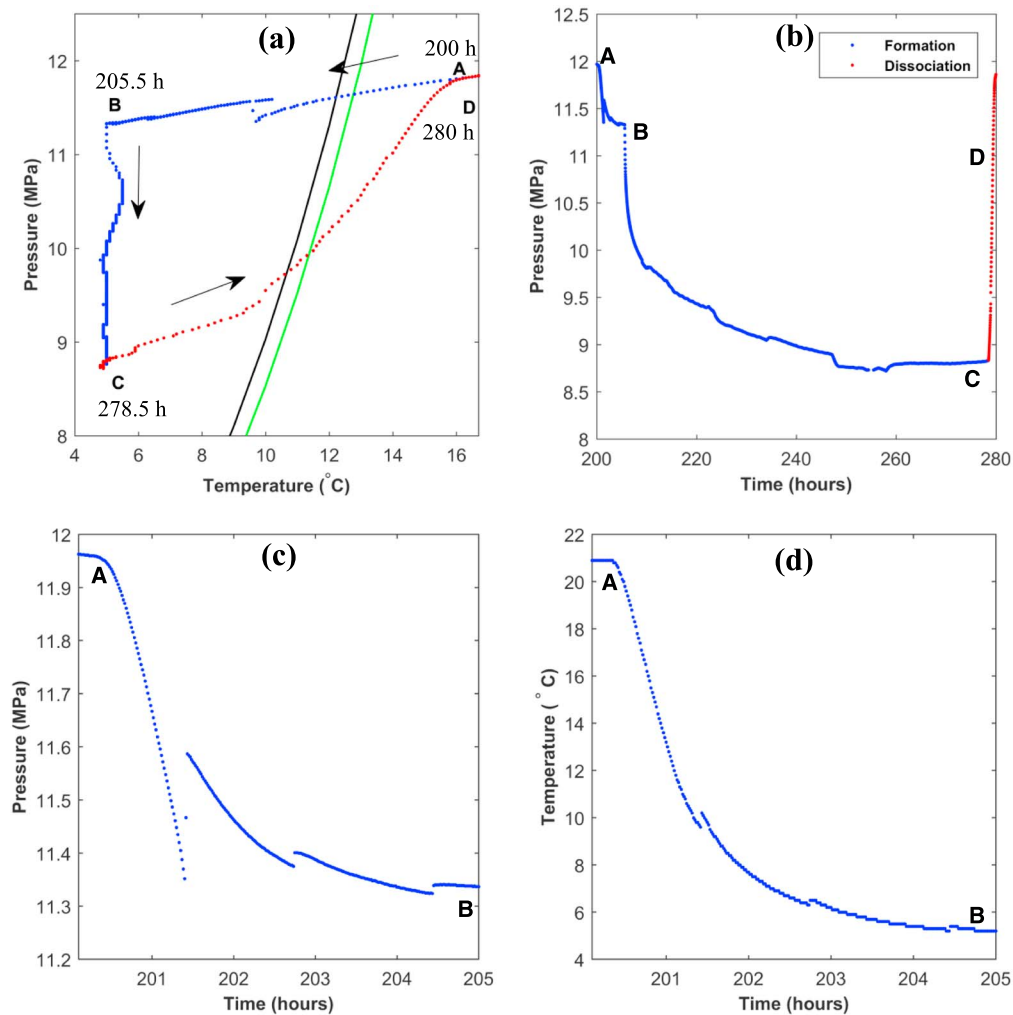 (a)
200 h
A
205.5 h
B
D
280 h
C
278.5 h
12
11
10
9
8
4
6
8
10
12
14
16
Pressure (MPa)
Temperature (°C)
(b)
Formation
Dissociation
A
B
D
C
12.5
12
11.5
11
10.5
10
9.5
9
8.5
8
200
220
240
260
280
Pressure (MPa)
Time (hours)
(c)
A
B
12
11.9
11.8
11.7
11.6
11.5
11.4
11.3
11.2
201
202
203
204
205
Pressure (MPa)
Time (hours)
(d)
A
B
22
20
18
16
14
12
10
8
6
4
201
202
203
204
205
Temperature (° C)
Time (hours)